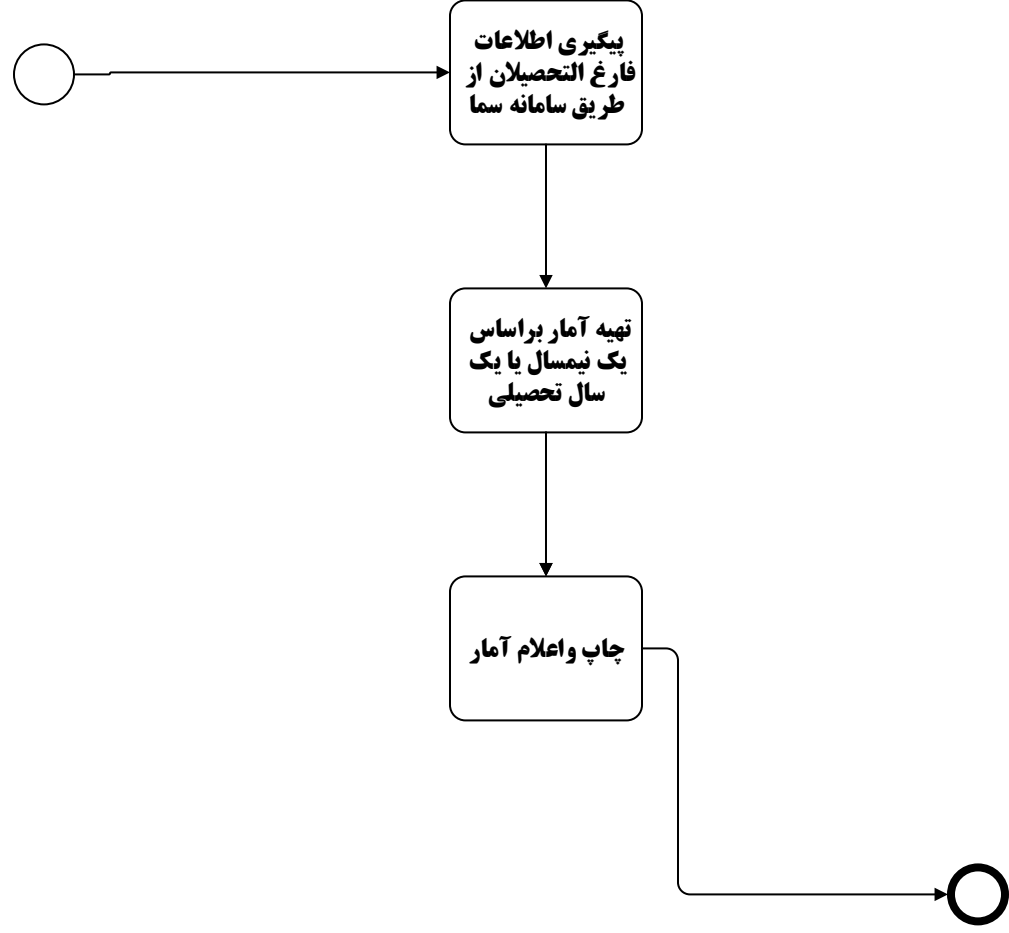 پیگیری اطلاعات
فارغ التحصیلان از
طریق سامانه سما
تهیه آمار براساس
یک نیمسال یا یک
سال تحصیلی
چاپ واعلام آمار